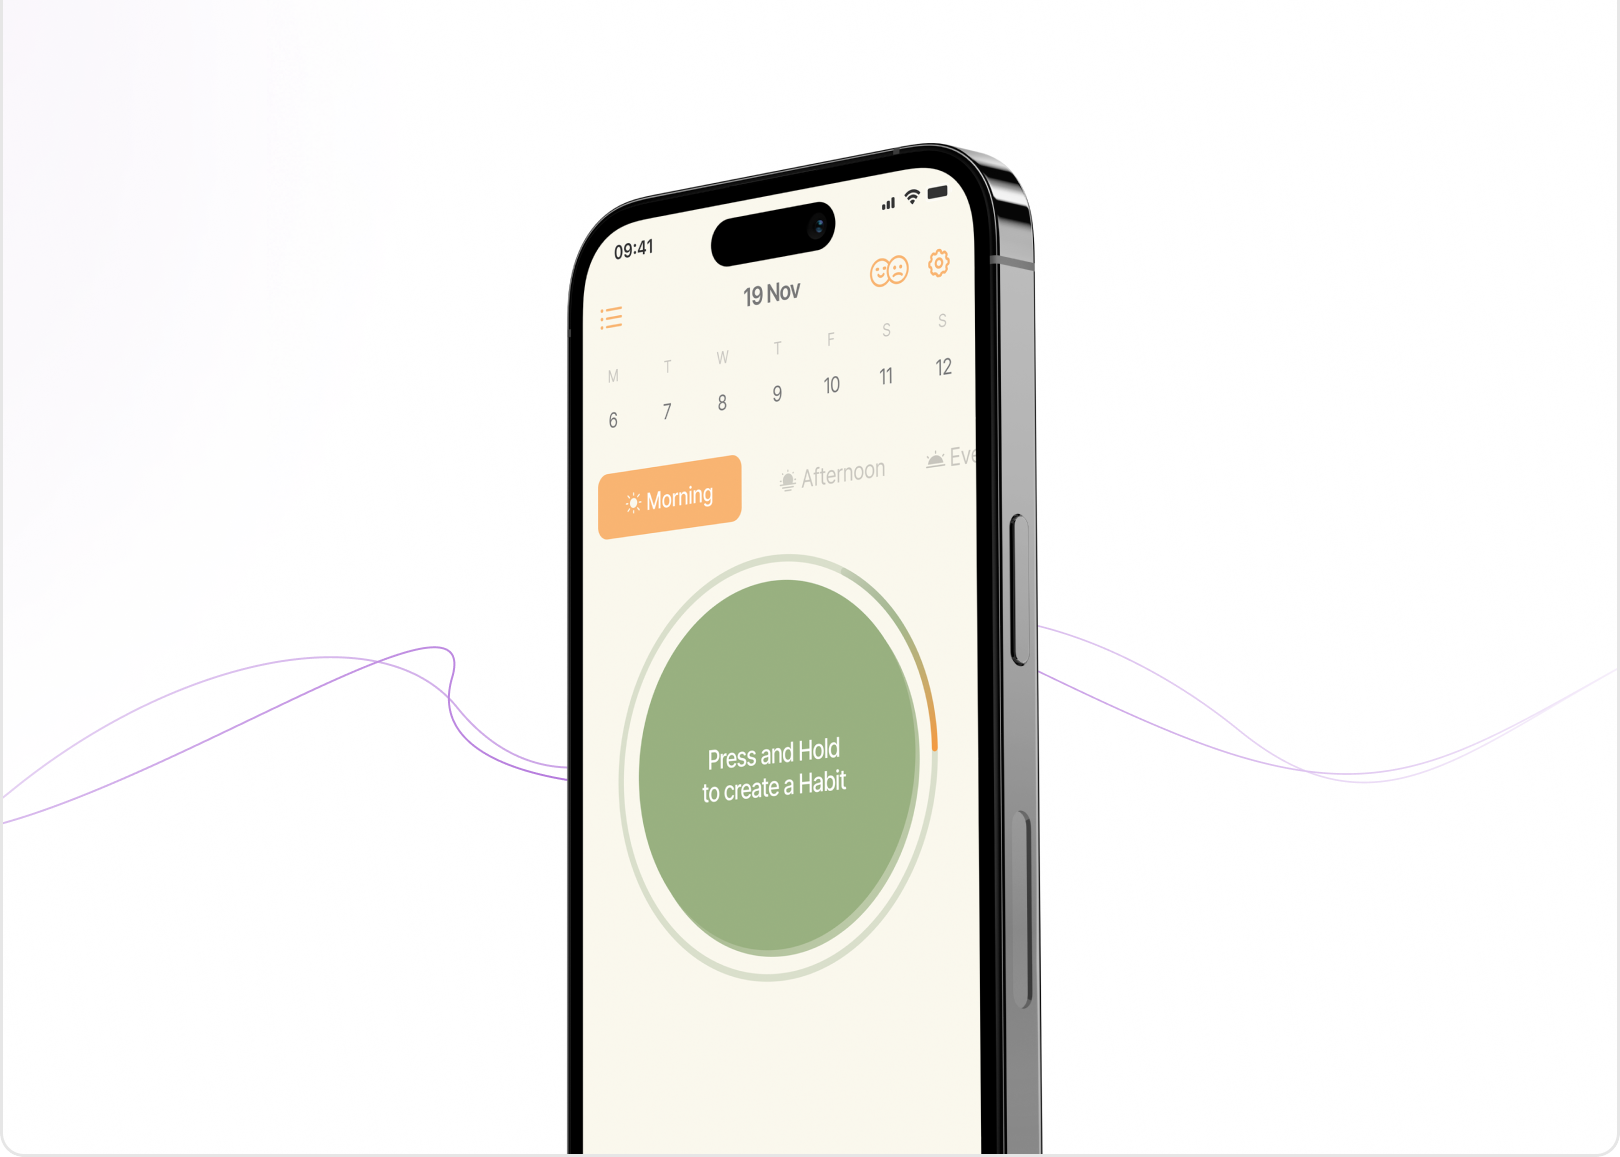 09:41
19 Nov
M T W T F S S
6 7 8 9 10 11 12
Morning Afternoon Eve
Press and Hold
to create a Habit